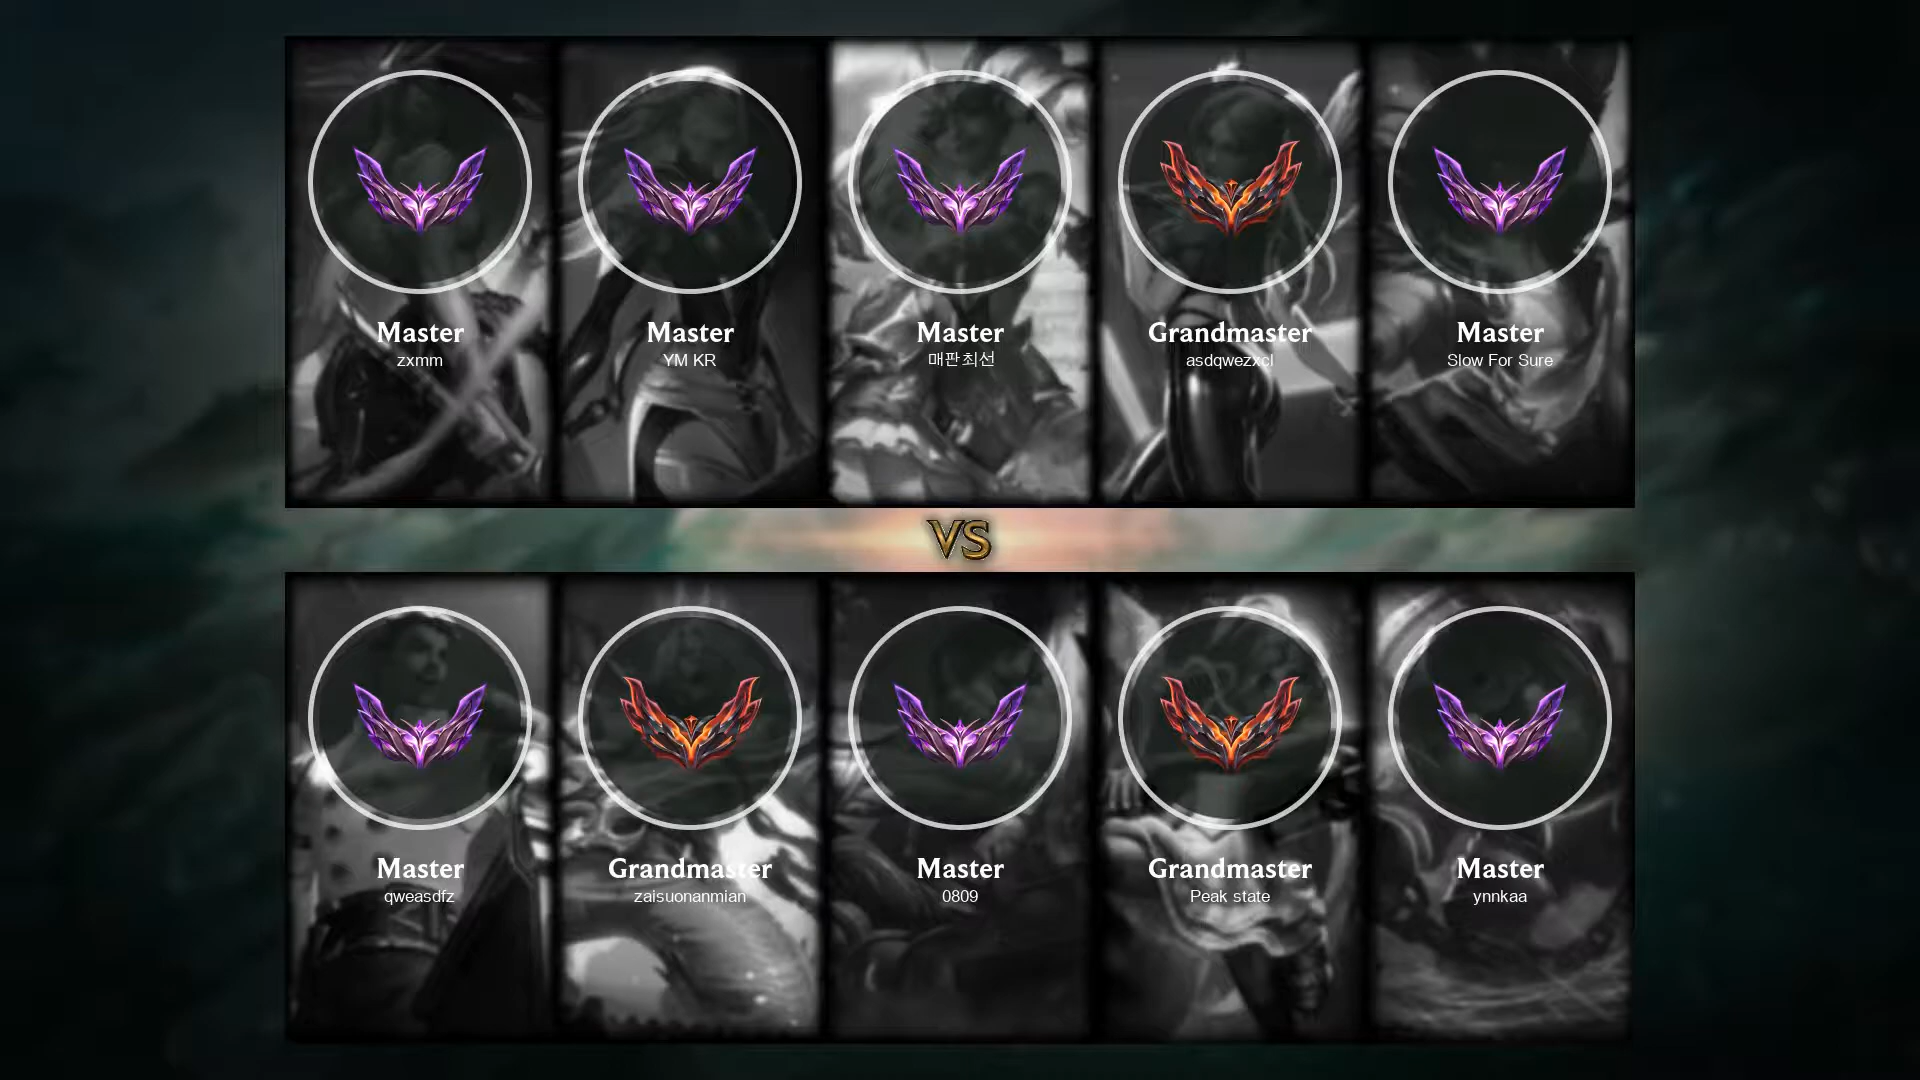 Master
zxmm
Master
YM KR
Master
매판최선
Grandmaster
asdqwezxcl
Master
Slow For Sure
VS
Master
qweasdfz
Grandmaster
zaisuonanmian
Master
0809
Grandmaster
Peak state
Master
ynnkaa